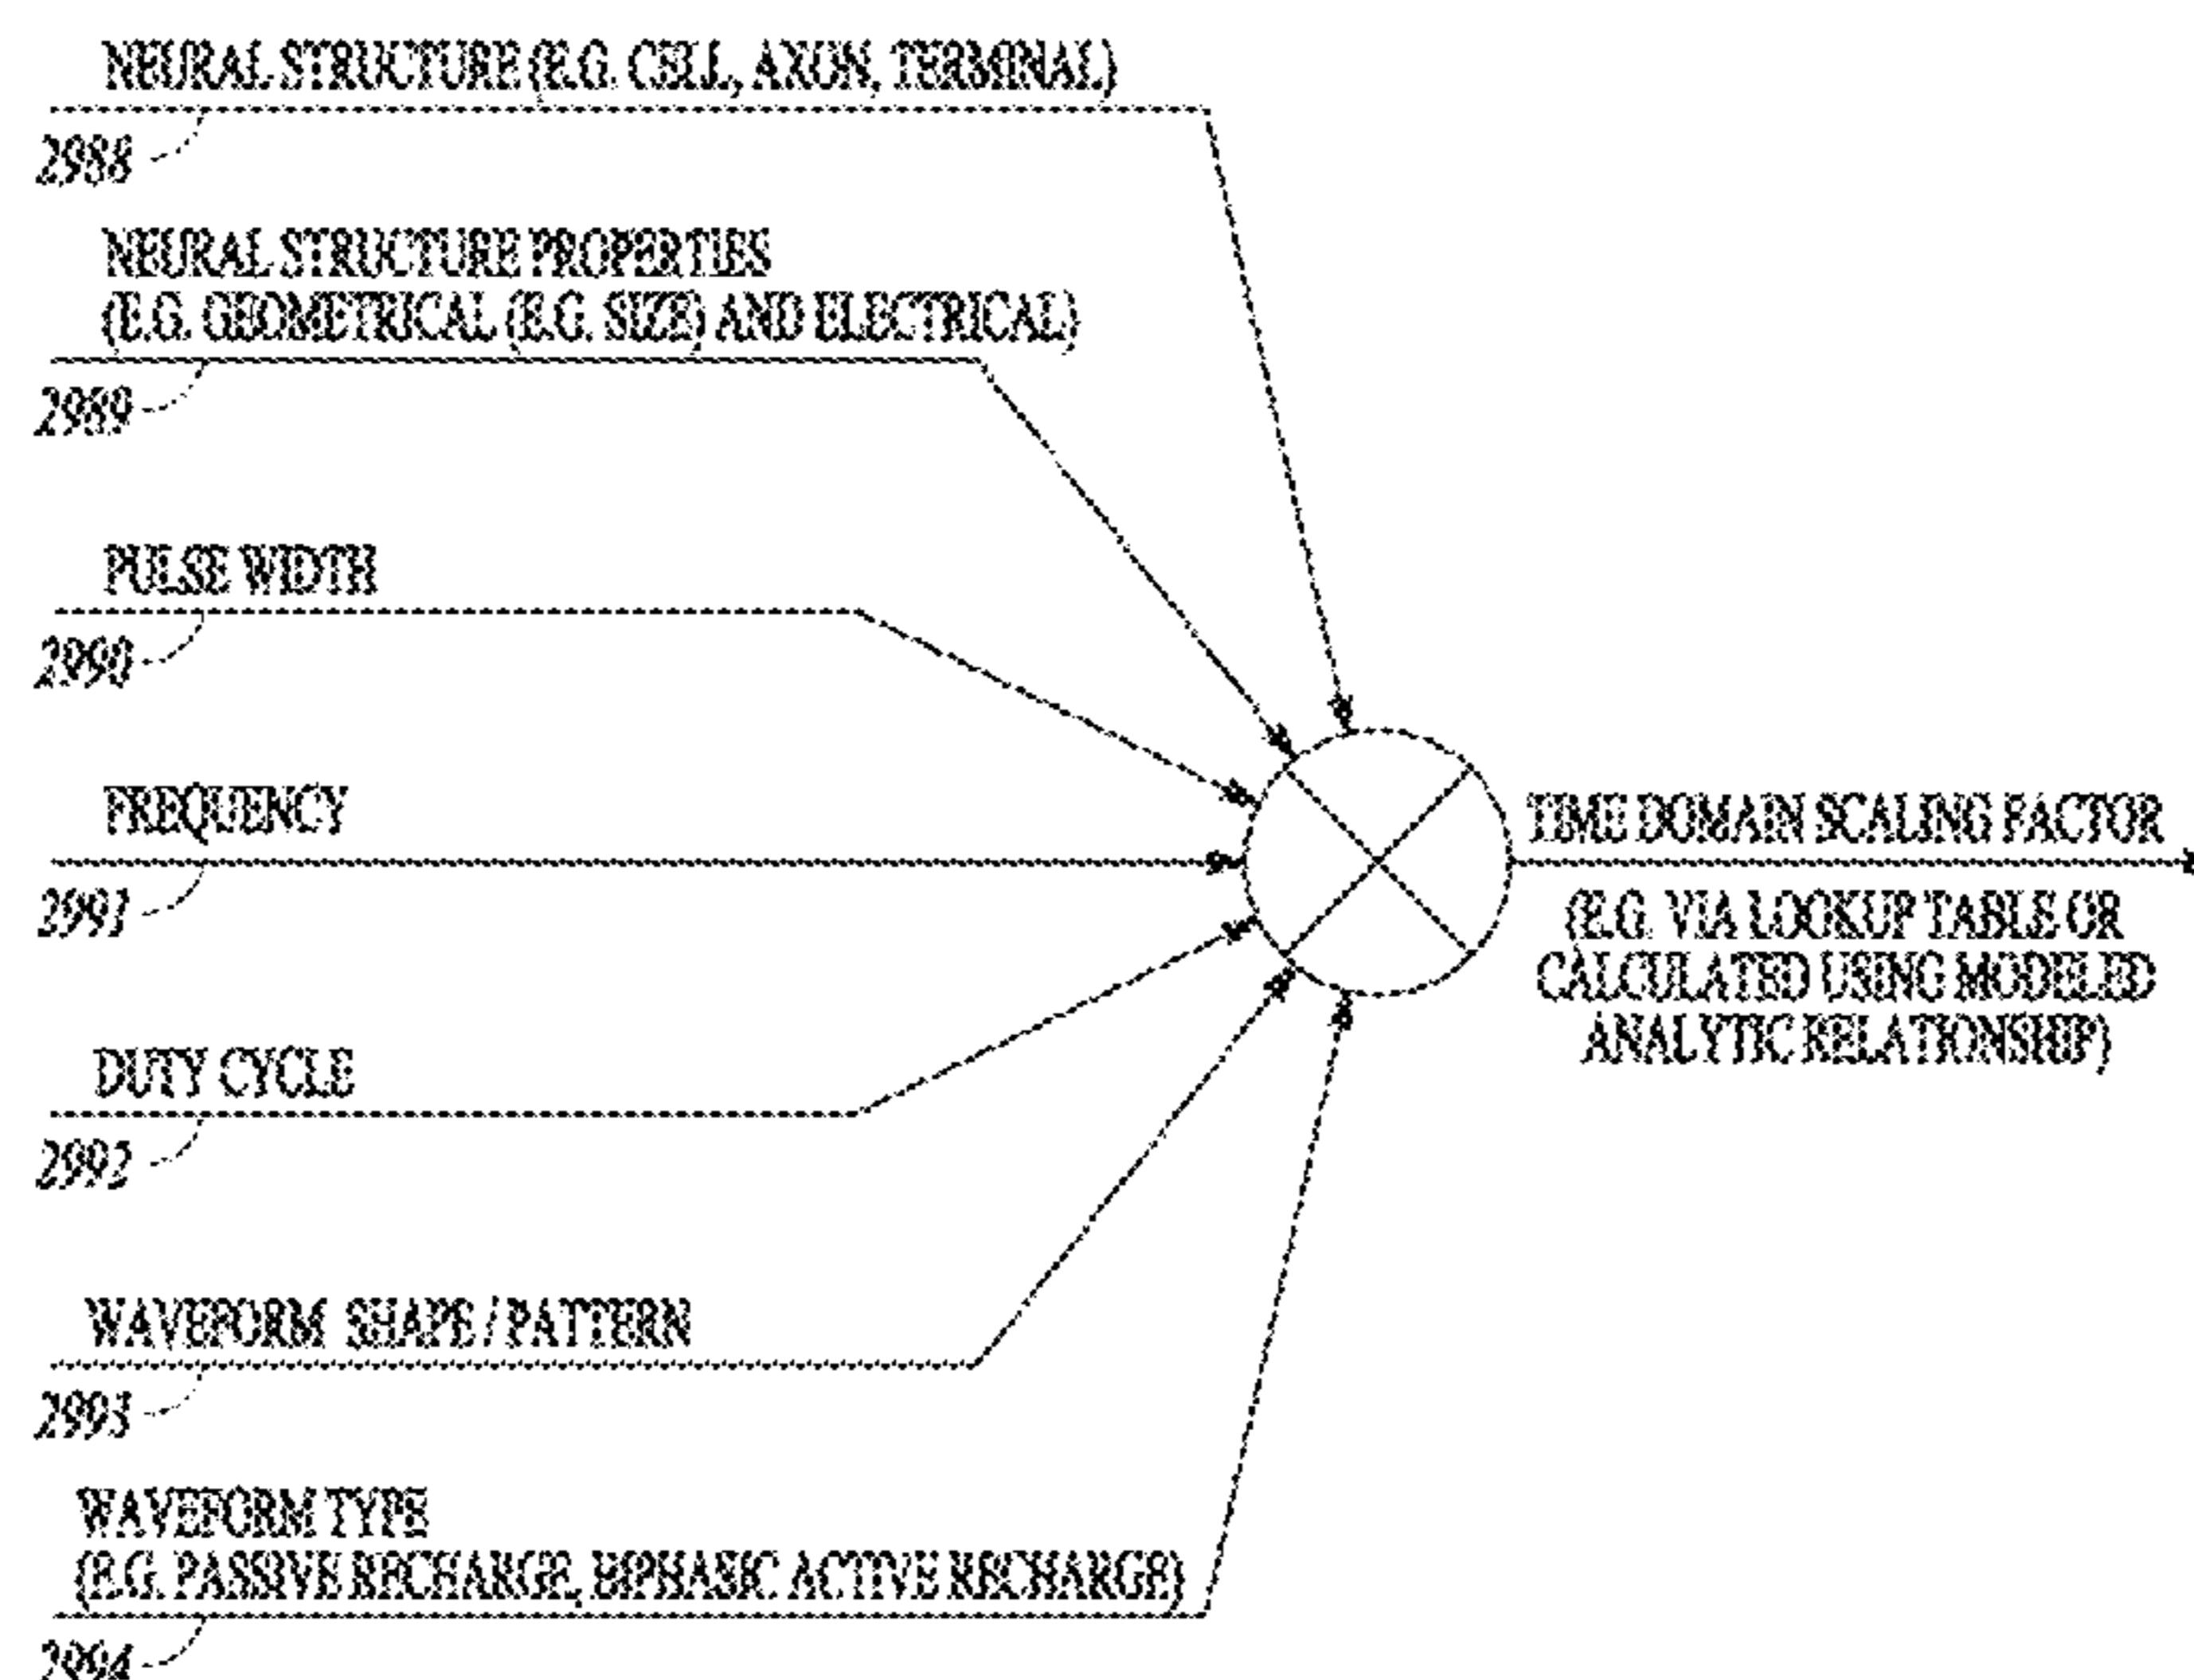 NEURAL STRUCTURE (E.G. CELL, AXON, TERMINAL)
2988
NEURAL STRUCTURE PROPERTIES
(E.G. GEOMETRICAL (E.G. SIZE) AND ELECTRICAL)
2989
PULSE WIDTH
2990
FREQUENCY
2991
DUTY CYCLE
2992
WAVEFORM SHAPE / PATTERN
2993
WAVEFORM TYPE
(E.G. PASSIVE RECHARGE, BIPHASIC ACTIVE RECHARGE)
2994
TIME DOMAIN SCALING FACTOR
(E.G. VIA LOOKUP TABLE OR
CALCULATED USING MODELED
ANALYTIC RELATIONSHIP)